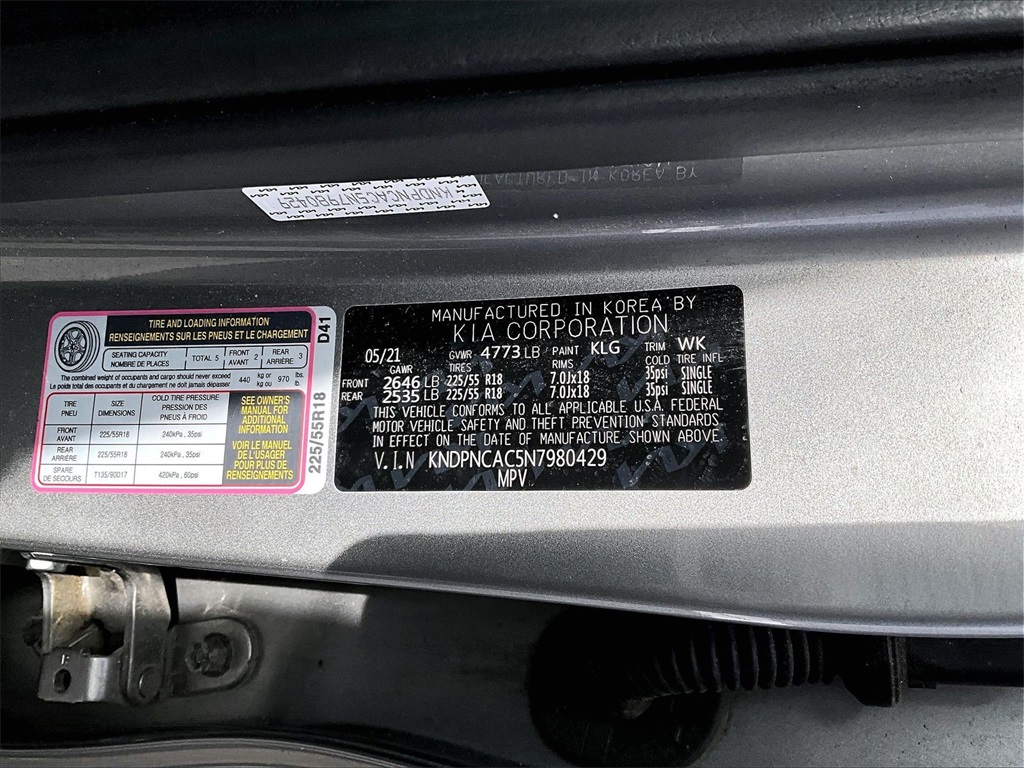 FACTURED IN KOREA BY
KNDPNCAC5N7980429
TIRE AND LOADING INFORMATION
RENSEIGNEMENTS SUR LES PNEUS ET LE CHARGEMENT
SEATING CAPACITY
NOMBRE DE PLACES
TOTAL 5
FRONT
AVANT 2
REAR
ARRIÈRE 3
The combined weight of occupants and cargo should never exceed
Le poids total des occupants et du chargement ne doit jamais dépasser
440 kg or
kg ou
970 lbs.
lb.
TIRE
PNEU
SIZE
DIMENSIONS
COLD TIRE PRESSURE
PRESSION DES
PNEUS À FROID
FRONT
AVANT
225/55R18
240kPa , 35psi
REAR
ARRIÈRE
225/55R18
240kPa , 35psi
SPARE
DE SECOURS
T135/90D17
420kPa , 60psi
SEE OWNER'S
MANUAL FOR
ADDITIONAL
INFORMATION
VOIR LE MANUEL
DE L'USAGER
POUR PLUS DE
RENSEIGNEMENTS
D41
225/55R18
MANUFACTURED IN KOREA BY
KIA CORPORATION
05/21 GVWR 4773 LB PAINT KLG TRIM WK
GAWR TIRES RIMS COLD TIRE INFL
FRONT 2646 LB 225/55 R18 7.0Jx18 35psi SINGLE
REAR 2535 LB 225/55 R18 7.0Jx18 35psi SINGLE
THIS VEHICLE CONFORMS TO ALL APPLICABLE U.S.A. FEDERAL
MOTOR VEHICLE SAFETY AND THEFT PREVENTION STANDARDS
IN EFFECT ON THE DATE OF MANUFACTURE SHOWN ABOVE.
V.I.N KNDPNCAC5N7980429
MPV